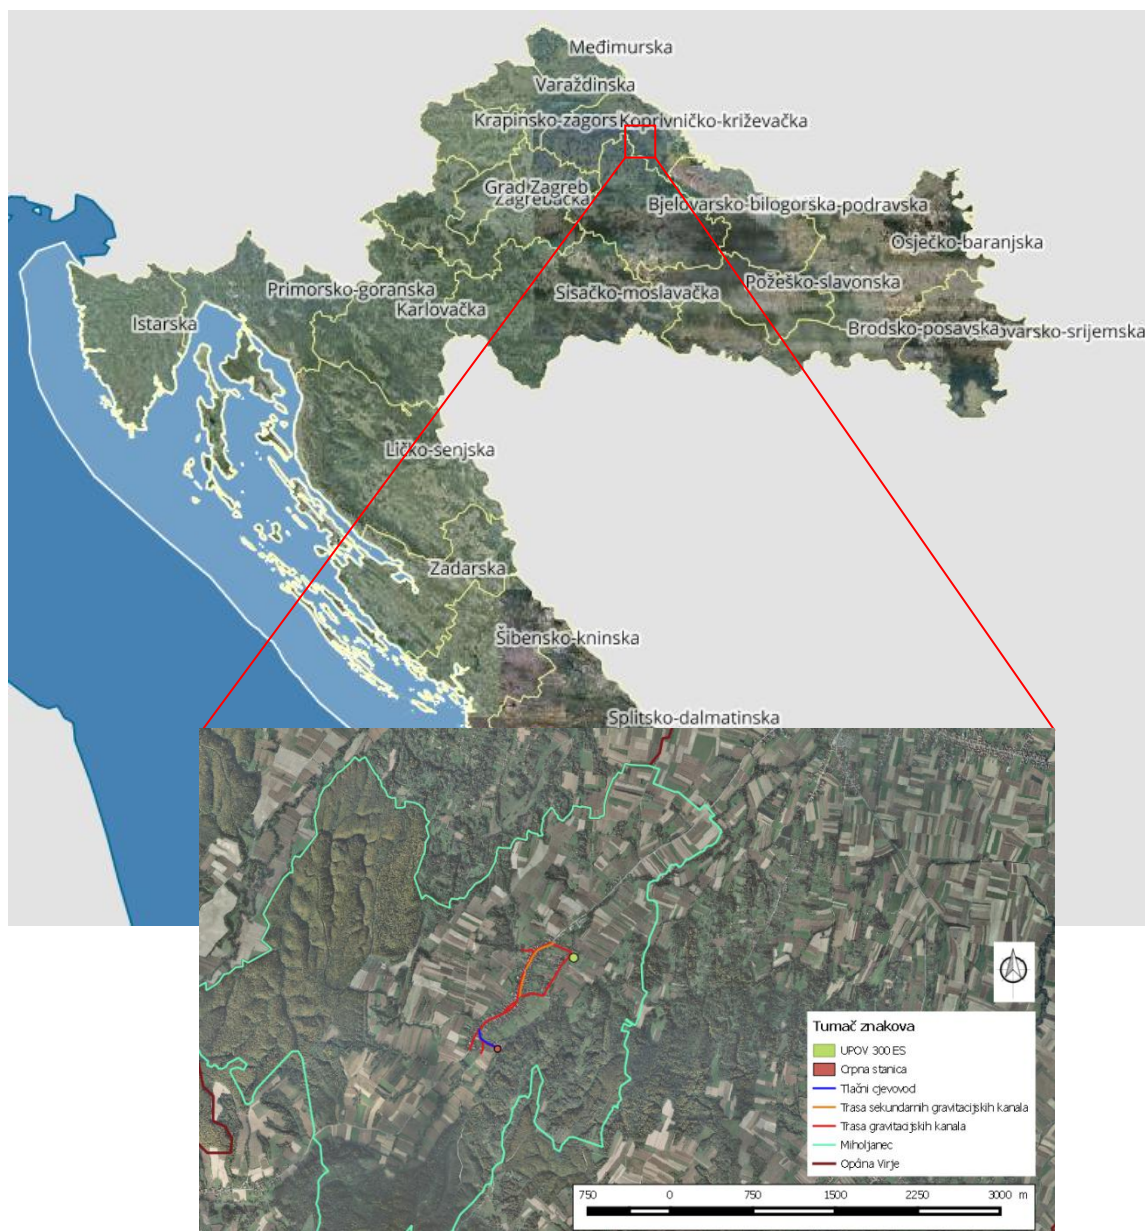 Međimurska
Varaždinska
Krapinsko-zagors
Koprivničko-križevačka
Grad Zagreb
Zagrebačka
Bjelovarsko-bilogorska-podravska
Osječko-baranjska
Požeško-slavonska
Primorsko-goranska
Sisačko-moslavačka
Karlovačka
Istarska
Brodsko-posavska
ovarsko-srijemska
Ličko-senjska
Zadarska
Šibensko-kninska
Splitsko-dalmatinska
Tumač znakova
UPOV 300 ES
Crpna stanica
Tlačni cjevovod
Trasa sekundarnih gravitacijskih kanala
Trasa gravitacijskih kanala
Miholjanec
Općina Virje
750 0 750 1500 2250 3000 m